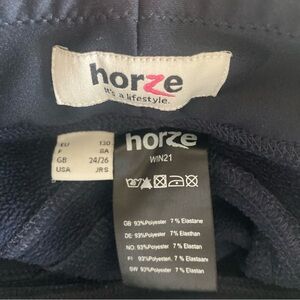 horze
It's a lifestyle.
EU 130
F 8A
GB 24/26
USA JRS
horze
WIN21
GB: 93%Polyester 7% Elastane
DE: 93%Polyester 7% Elasthan
NO: 93%Polyester 7% Elastan
FI: 93%Polyesteri, 7% Elastaani
SW: 93%Polyester 7% Elastan